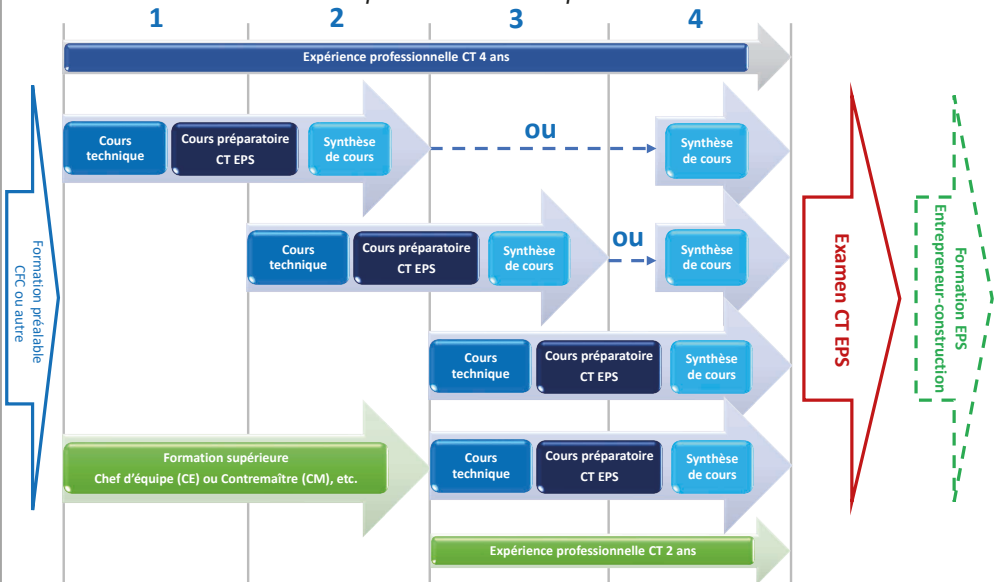 1 2 3 4
Expérience professionnelle CT 4 ans
Cours
technique
Cours préparatoire
CT EPS
Synthèse
de cours
ou
Synthèse
de cours
Cours
technique
Cours préparatoire
CT EPS
Synthèse
de cours
ou
Synthèse
de cours
Cours
technique
Cours préparatoire
CT EPS
Synthèse
de cours
Formation supérieure
Chef d'équipe (CE) ou Contremaître (CM), etc.
Cours
technique
Cours préparatoire
CT EPS
Synthèse
de cours
Expérience professionnelle CT 2 ans
Formation préalable
CFC ou autre
Examen CT EPS
Formation EPS
Entrepreneur-construction